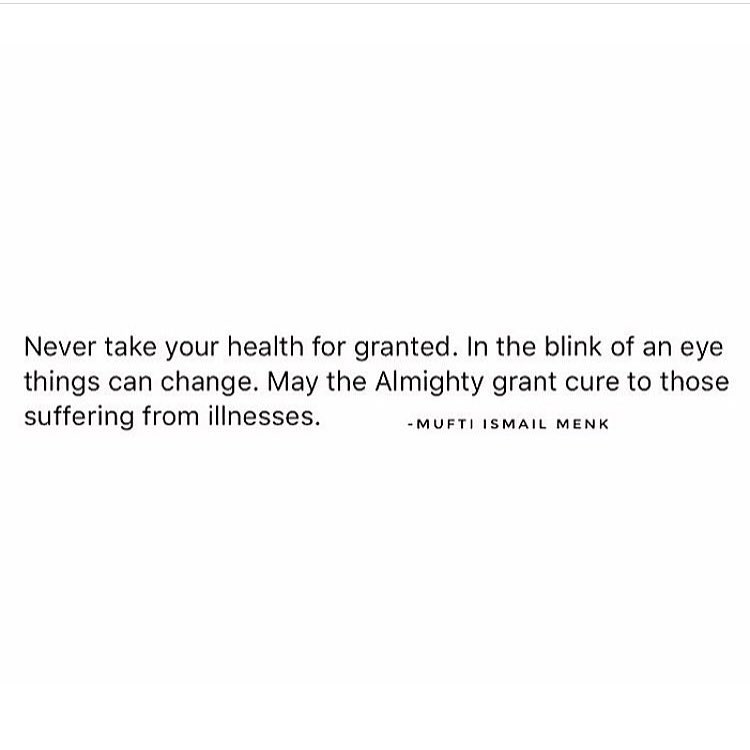 Never take your health for granted. In the blink of an eye
things can change. May the Almighty grant cure to those
suffering from illnesses. -MUFTI ISMAIL MENK